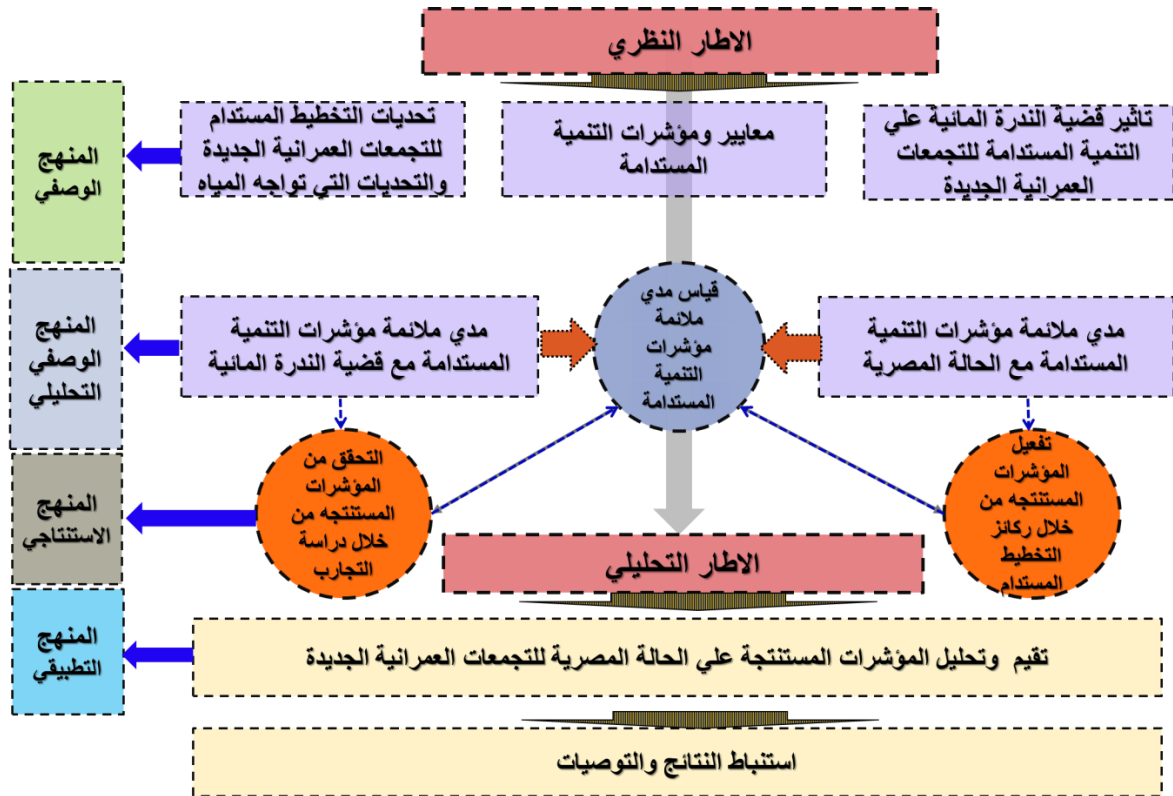 الاطار النظري
تاثير قضية الندرة المائية علي
التنمية المستدامة للتجمعات
العمرانية الجديدة
معايير ومؤشرات التنمية
المستدامة
تحديات التخطيط المستدام
للتجمعات العمرانية الجديدة
والتحديات التي تواجه المياه
المنهج
الوصفي
مدي ملائمة مؤشرات التنمية
المستدامة مع الحالة المصرية
قياس مدي
ملائمة
مؤشرات
التنمية
المستدامة
مدي ملائمة مؤشرات التنمية
المستدامة مع قضية الندرة المائية
المنهج
الوصفي
التحليلي
تفعيل
المؤشرات
المستنتجه من
خلال ركائز
التخطيط
المستدام
التحقق من
المؤشرات
المستنتجه من
خلال دراسة
التجارب
المنهج
الاستنتاجي
الاطار التحليلي
تقيم وتحليل المؤشرات المستنتجة علي الحالة المصرية للتجمعات العمرانية الجديدة
المنهج
التطبيقي
استنباط النتائج والتوصيات